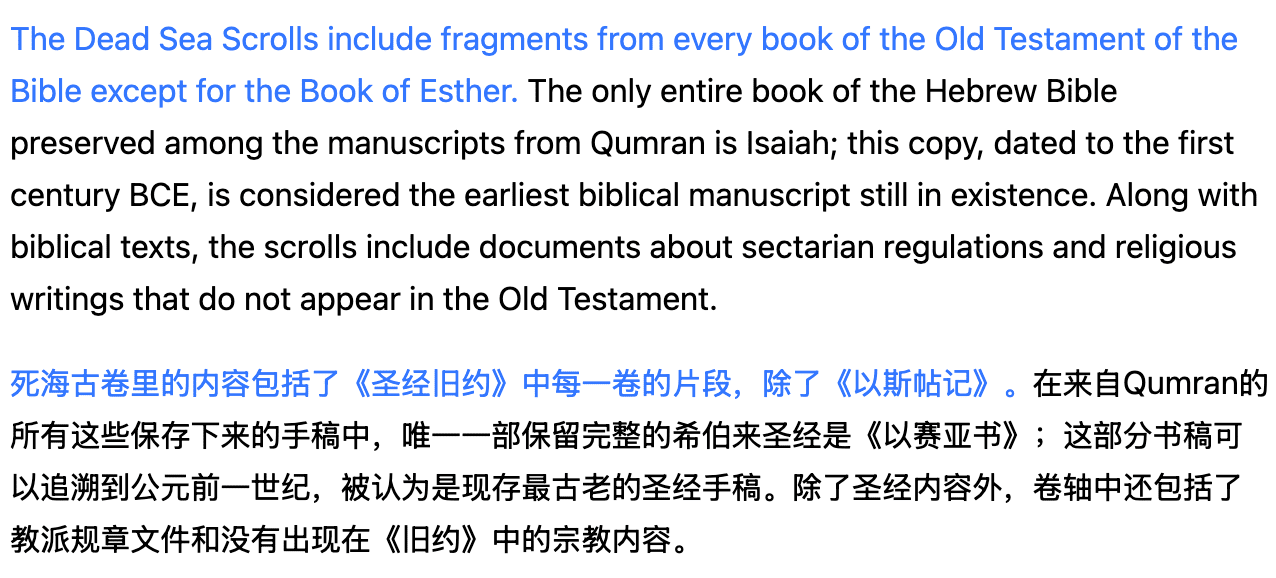 The Dead Sea Scrolls include fragments from every book of the Old Testament of the
Bible except for the Book of Esther. The only entire book of the Hebrew Bible
preserved among the manuscripts from Qumran is Isaiah; this copy, dated to the first
century BCE, is considered the earliest biblical manuscript still in existence. Along with
biblical texts, the scrolls include documents about sectarian regulations and religious
writings that do not appear in the Old Testament.
死海古卷里的内容包括了《圣经旧约》中每一卷的片段，除了《以斯帖记》。在来自Qumran的
所有这些保存下来的手稿中，唯一一部保留完整的希伯来圣经是《以赛亚书》；这部分书稿可
以追溯到公元前一世纪，被认为是现存最古老的圣经手稿。除了圣经内容外，卷轴中还包括了
教派规章文件和没有出现在《旧约》中的宗教内容。